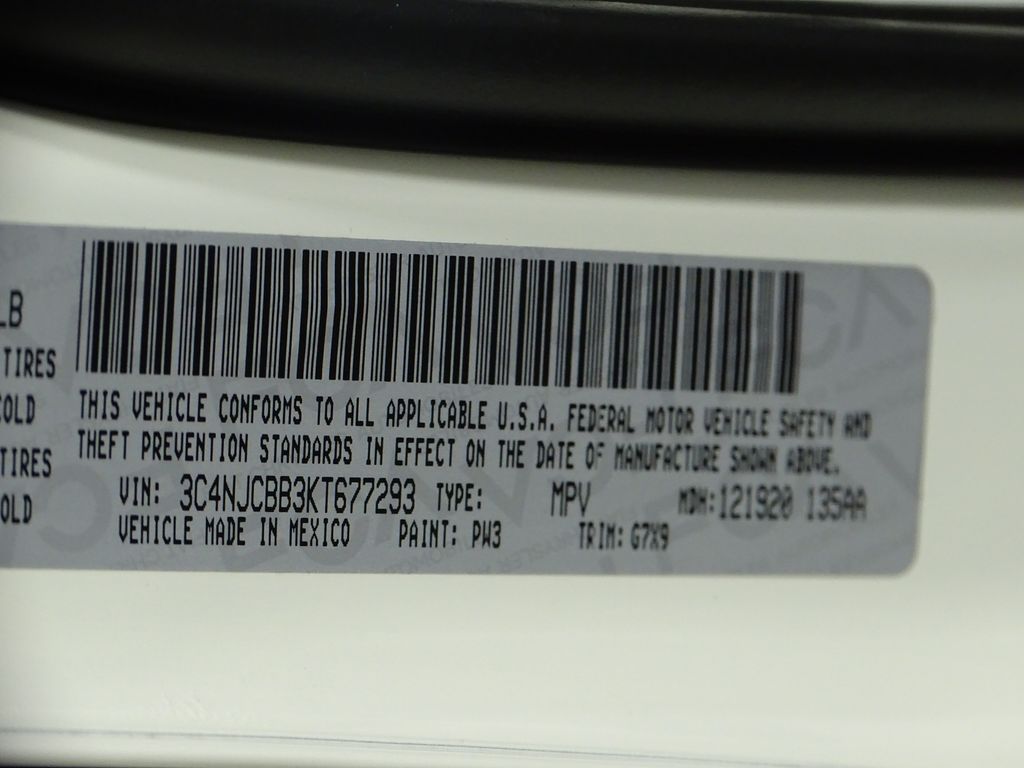 LB
TIRES
COLD
TIRES
OLD
THIS VEHICLE CONFORMS TO ALL APPLICABLE U.S.A. FEDERAL MOTOR VEHICLE SAFETY AND
THEFT PREVENTION STANDARDS IN EFFECT ON THE DATE OF MANUFACTURE SHOWN ABOVE.
VIN: 3C4NJCBB3KT677293 TYPE: MPV MDH:121920 135AA
VEHICLE MADE IN MEXICO PAINT: PW3 TRIM: G7X9